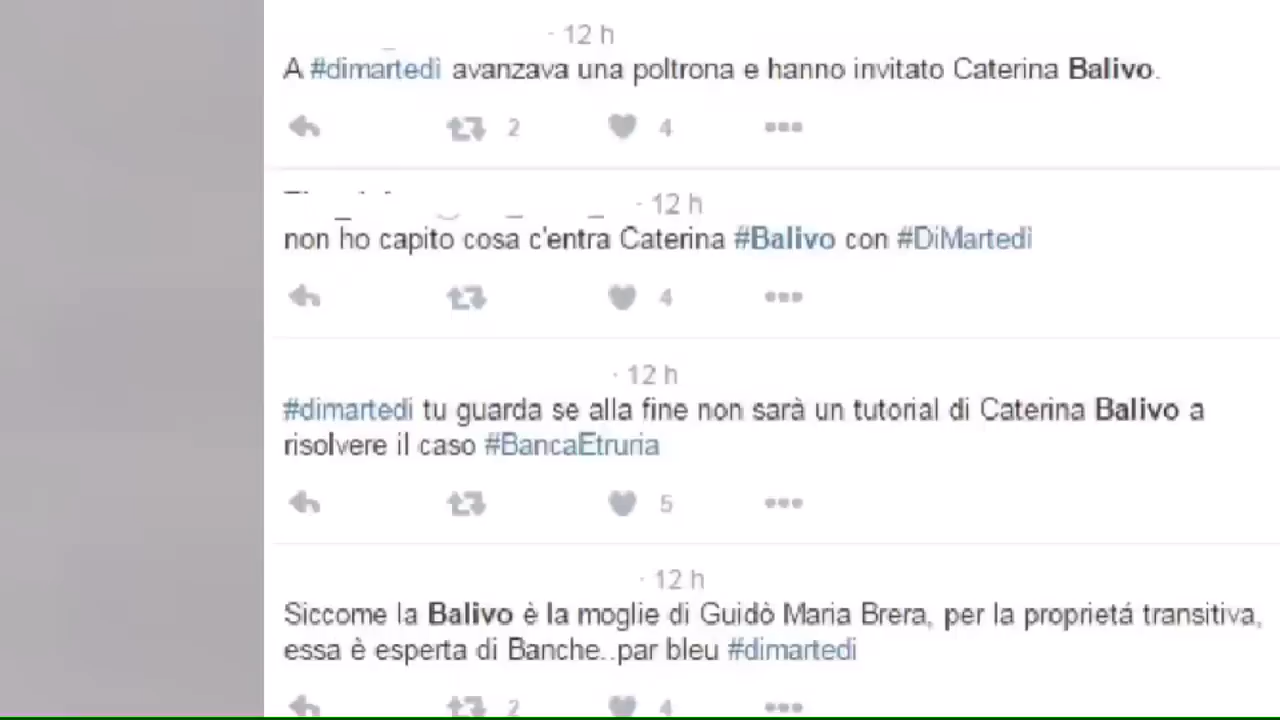 · 12 h
A #dimartedì avanzava una poltrona e hanno invitato Caterina Balivo.
2 4
· 12 h
non ho capito cosa c'entra Caterina #Balivo con #DiMartedì
4
· 12 h
#dimartedi tu guarda se alla fine non sarà un tutorial di Caterina Balivo a
risolvere il caso #BancaEtruria
5
· 12 h
Siccome la Balivo è la moglie di Guidò Maria Brera, per la proprietá transitiva,
essa è esperta di Banche..par bleu #dimartedi
2 4